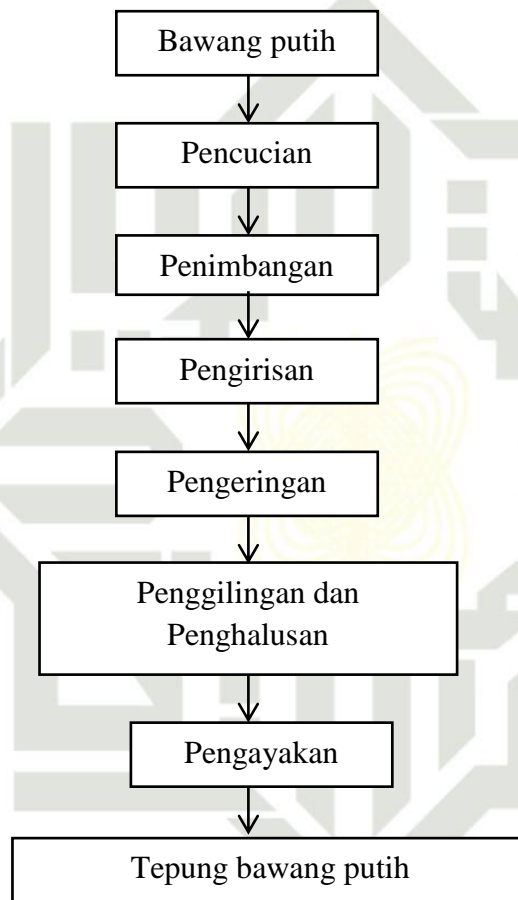 Bawang putih
Pencucian
Penimbangan
Pengirisan
Pengeringan
Penggilingan dan
Penghalusan
Pengayakan
Tepung bawang putih